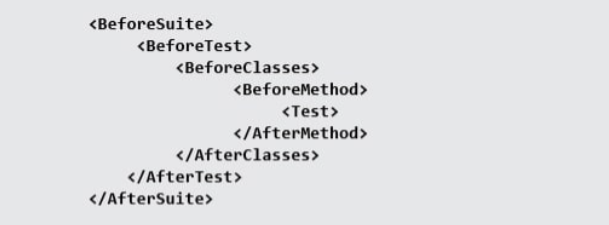 <BeforeSuite>
<BeforeTest>
<BeforeClasses>
<BeforeMethod>
<Test>
</AfterMethod>
</AfterClasses>
</AfterTest>
</AfterSuite>